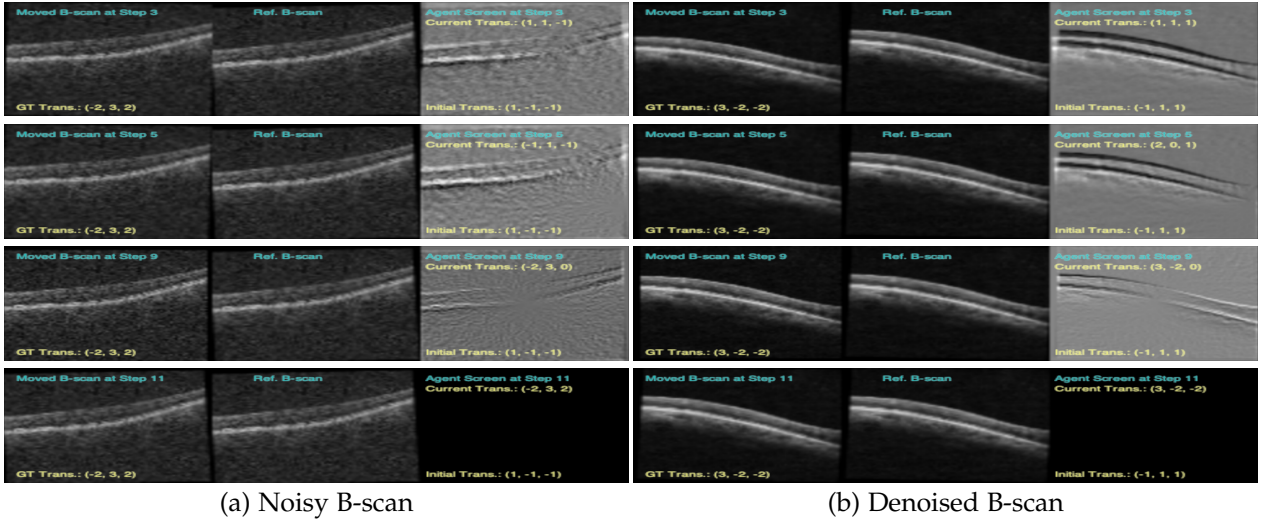 Moved B-scan at Step 3
Ref. B-scan
Agent Screen at Step 3
Current Trans.: (1, 1, -1)
GT Trans.: (-2, 3, 2)
Initial Trans.: (1, -1, -1)
Moved B-scan at Step 5
Ref. B-scan
Agent Screen at Step 5
Current Trans.: (-1, 1, -1)
GT Trans.: (-2, 3, 2)
Initial Trans.: (1, -1, -1)
Moved B-scan at Step 9
Ref. B-scan
Agent Screen at Step 9
Current Trans.: (-2, 3, 0)
GT Trans.: (-2, 3, 2)
Initial Trans.: (1, -1, -1)
Moved B-scan at Step 11
Ref. B-scan
Agent Screen at Step 11
Current Trans.: (-2, 3, 2)
GT Trans.: (-2, 3, 2)
Initial Trans.: (1, -1, -1)
(a) Noisy B-scan
Moved B-scan at Step 3
Ref. B-scan
Agent Screen at Step 3
Current Trans.: (1, 1, 1)
GT Trans.: (3, -2, -2)
Initial Trans.: (-1, 1, 1)
Moved B-scan at Step 5
Ref. B-scan
Agent Screen at Step 5
Current Trans.: (2, 0, 1)
GT Trans.: (3, -2, -2)
Initial Trans.: (-1, 1, 1)
Moved B-scan at Step 9
Ref. B-scan
Agent Screen at Step 9
Current Trans.: (3, -2, 0)
GT Trans.: (3, -2, -2)
Initial Trans.: (-1, 1, 1)
Moved B-scan at Step 11
Ref. B-scan
Agent Screen at Step 11
Current Trans.: (3, -2, -2)
GT Trans.: (3, -2, -2)
Initial Trans.: (-1, 1, 1)
(b) Denoised B-scan